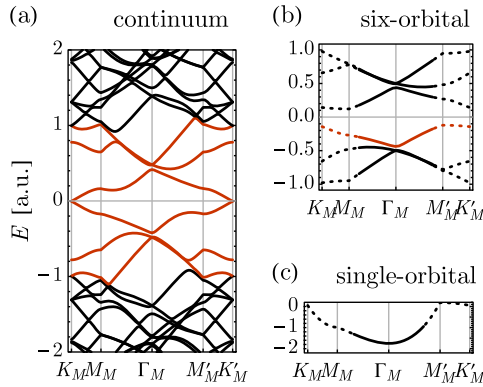 (a) continuum
E [a.u.]
2
1
0
−1
−2
K_M M_M Γ_M M′_M K′_M
(b) six-orbital
1.0
0.5
0.0
−0.5
−1.0
K_M M_M Γ_M M′_M K′_M
(c) single-orbital
0
−1
−2
K_M M_M Γ_M M′_M K′_M